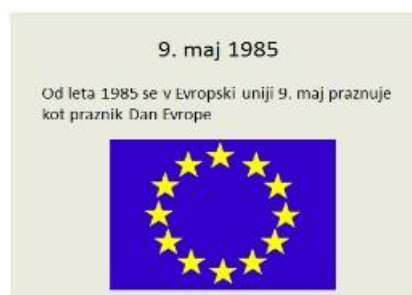 9. maj 1985
Od leta 1985 se v Evropski uniji 9. maj praznuje
kot praznik Dan Evrope